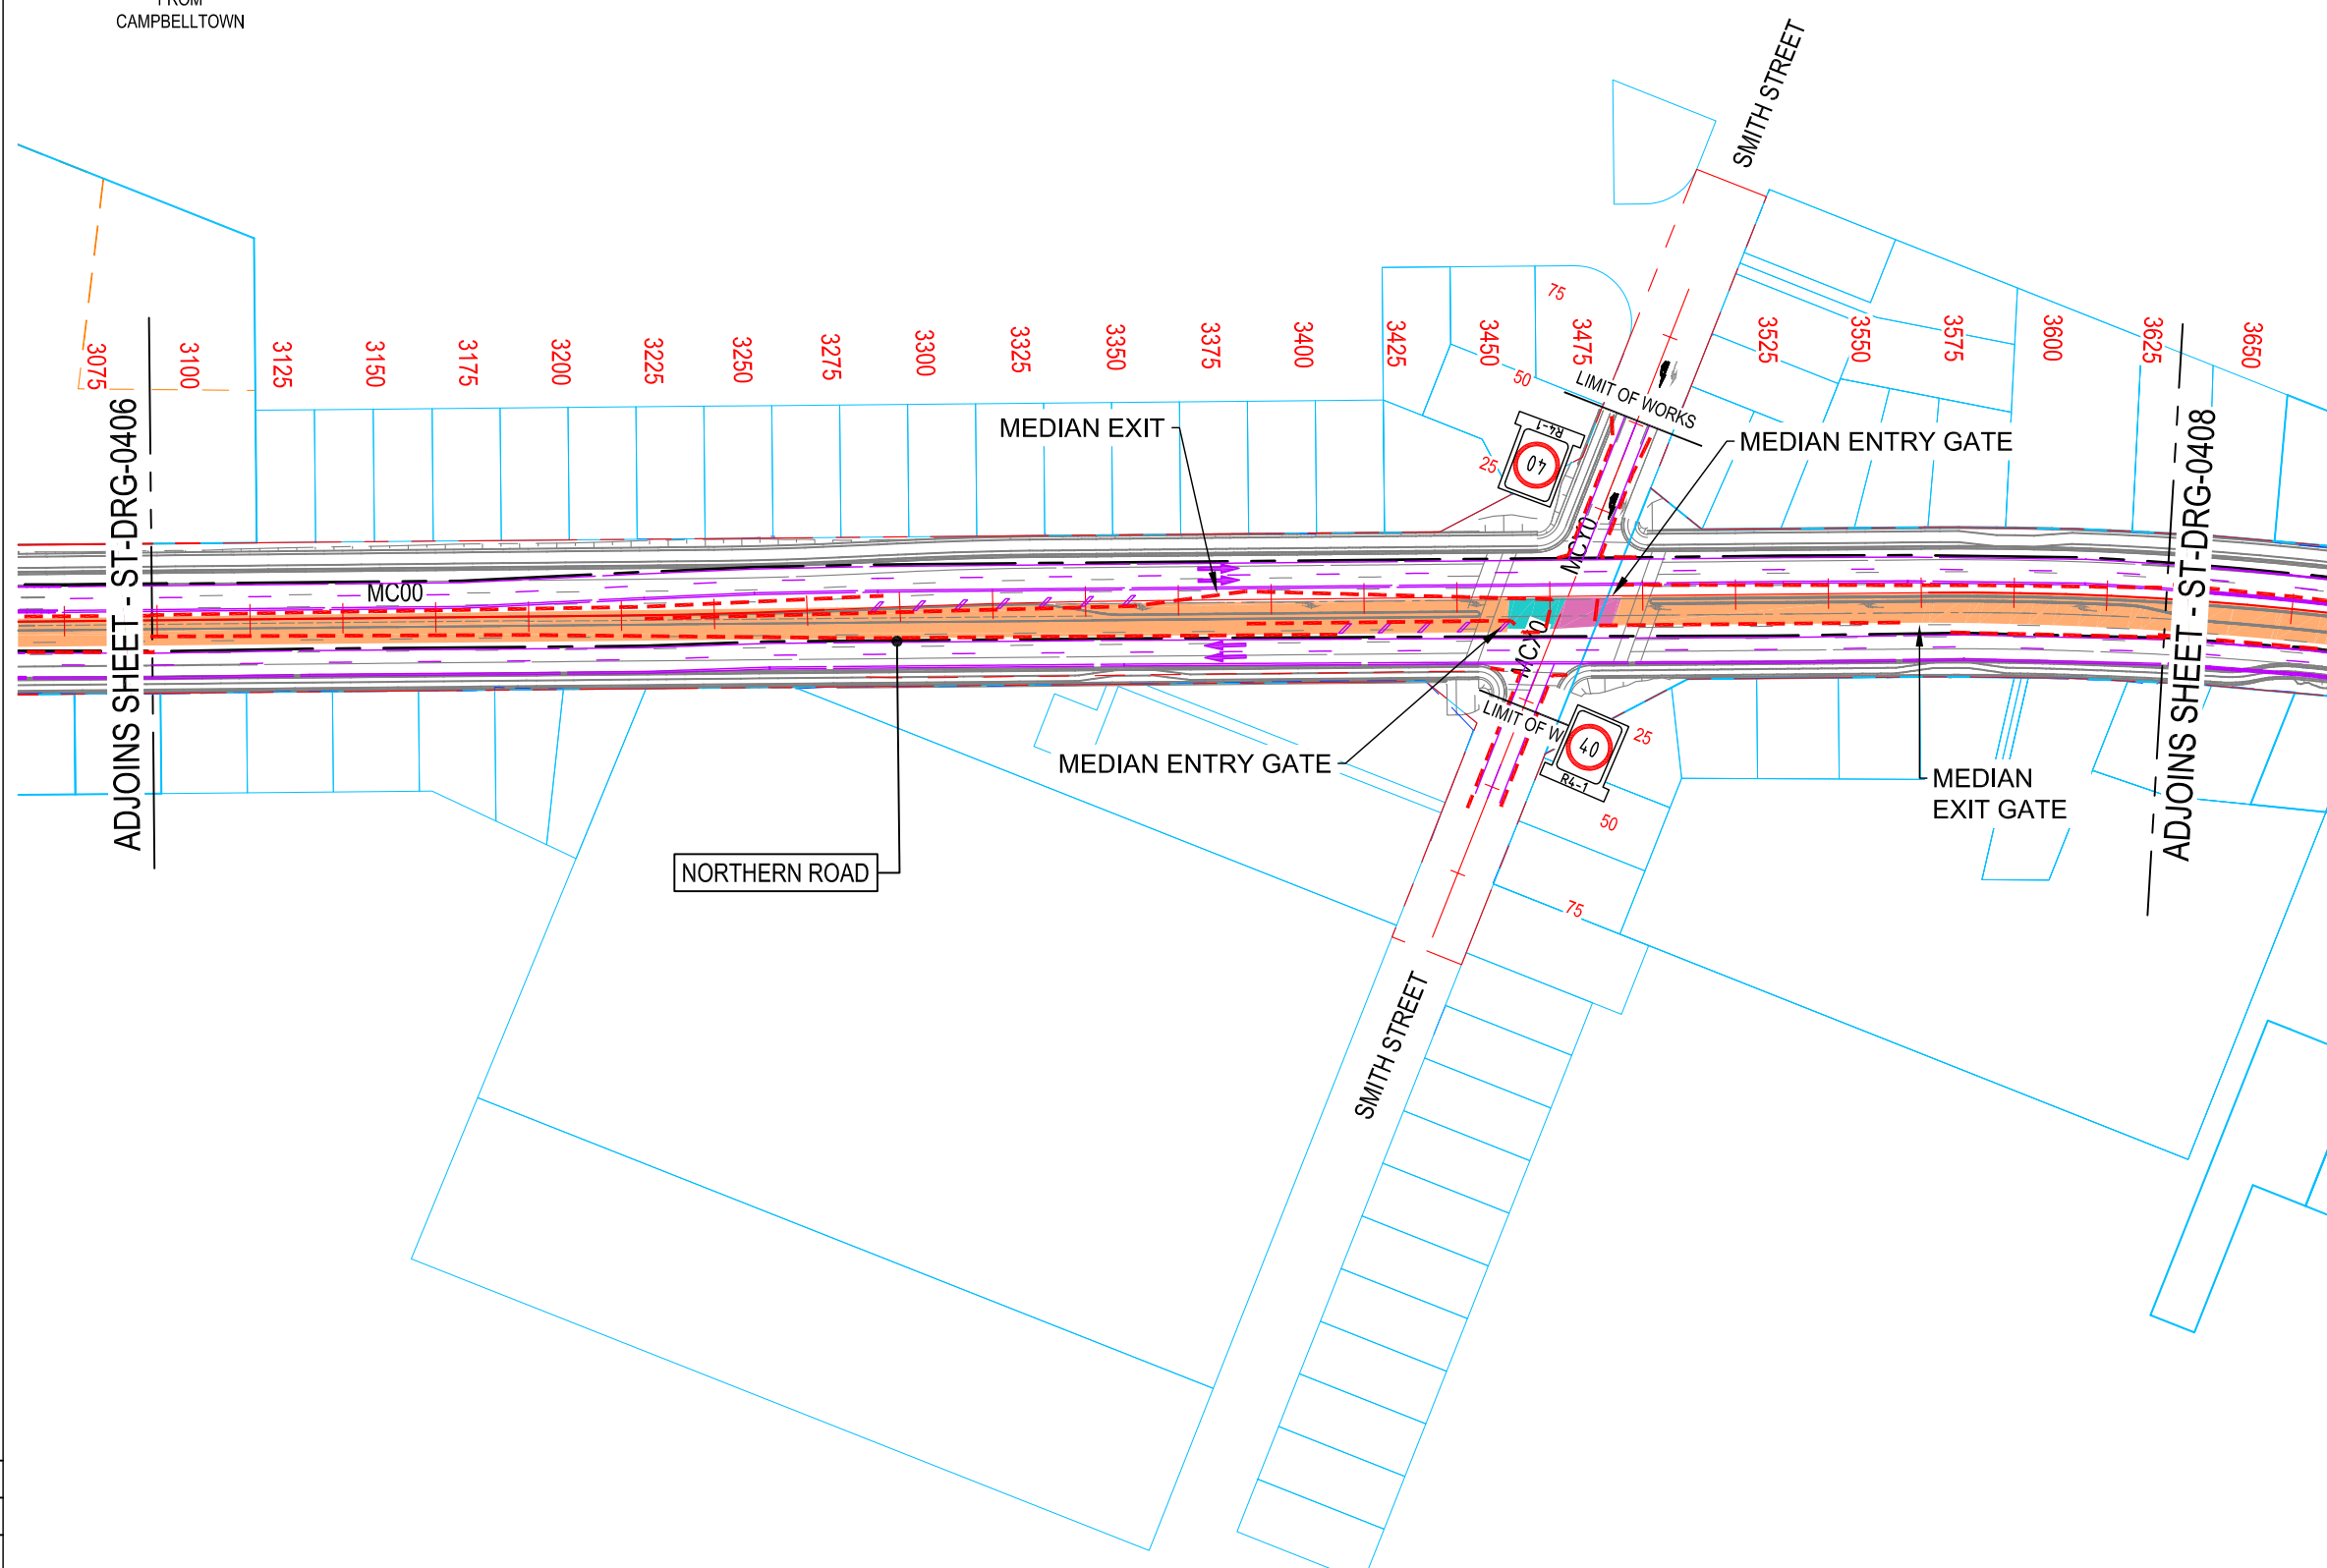 FROM
CAMPBELLTOWN
SMITH STREET
75
3075
3100
3125
3150
3175
3200
3225
3250
3275
3300
3325
3350
3375
3400
3425
3450
3475
3525
3550
3575
3600
3625
3650
50
LIMIT OF WORKS
R4-1
40
25
MEDIAN EXIT
MEDIAN ENTRY GATE
ADJOINS SHEET - ST-DRG-0406
ADJOINS SHEET - ST-DRG-0408
MCY0
MC00
LIMIT OF W
40
R4-1
25
MEDIAN ENTRY GATE
MEDIAN
EXIT GATE
50
NORTHERN ROAD
75
SMITH STREET